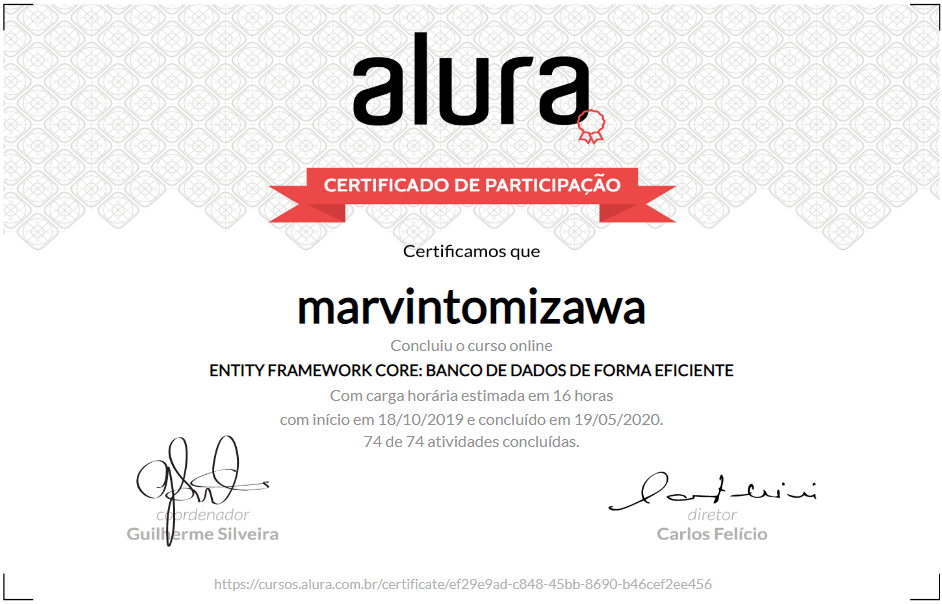 alura
CERTIFICADO DE PARTICIPAÇÃO
Certificamos que
marvintomizawa
Concluiu o curso online
ENTITY FRAMEWORK CORE: BANCO DE DADOS DE FORMA EFICIENTE
Com carga horária estimada em 16 horas
com início em 18/10/2019 e concluído em 19/05/2020.
74 de 74 atividades concluídas.
coordenador
Guilherme Silveira
diretor
Carlos Felício
https://cursos.alura.com.br/certificate/ef29e9ad-c848-45bb-8690-b46cef2ee456